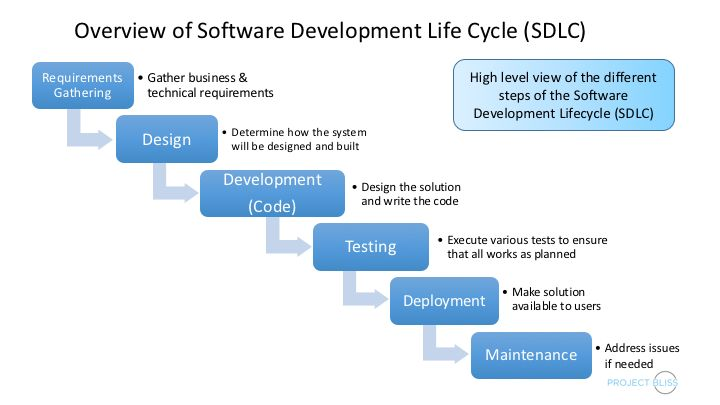 Overview of Software Development Life Cycle (SDLC)
High level view of the different
steps of the Software
Development Lifecycle (SDLC)
Requirements
Gathering
• Gather business &
technical requirements
Design
• Determine how the system
will be designed and built
Development
(Code)
• Design the solution
and write the code
Testing
• Execute various tests to ensure
that all works as planned
Deployment
• Make solution
available to users
Maintenance
• Address issues
if needed
PROJECT BLISS